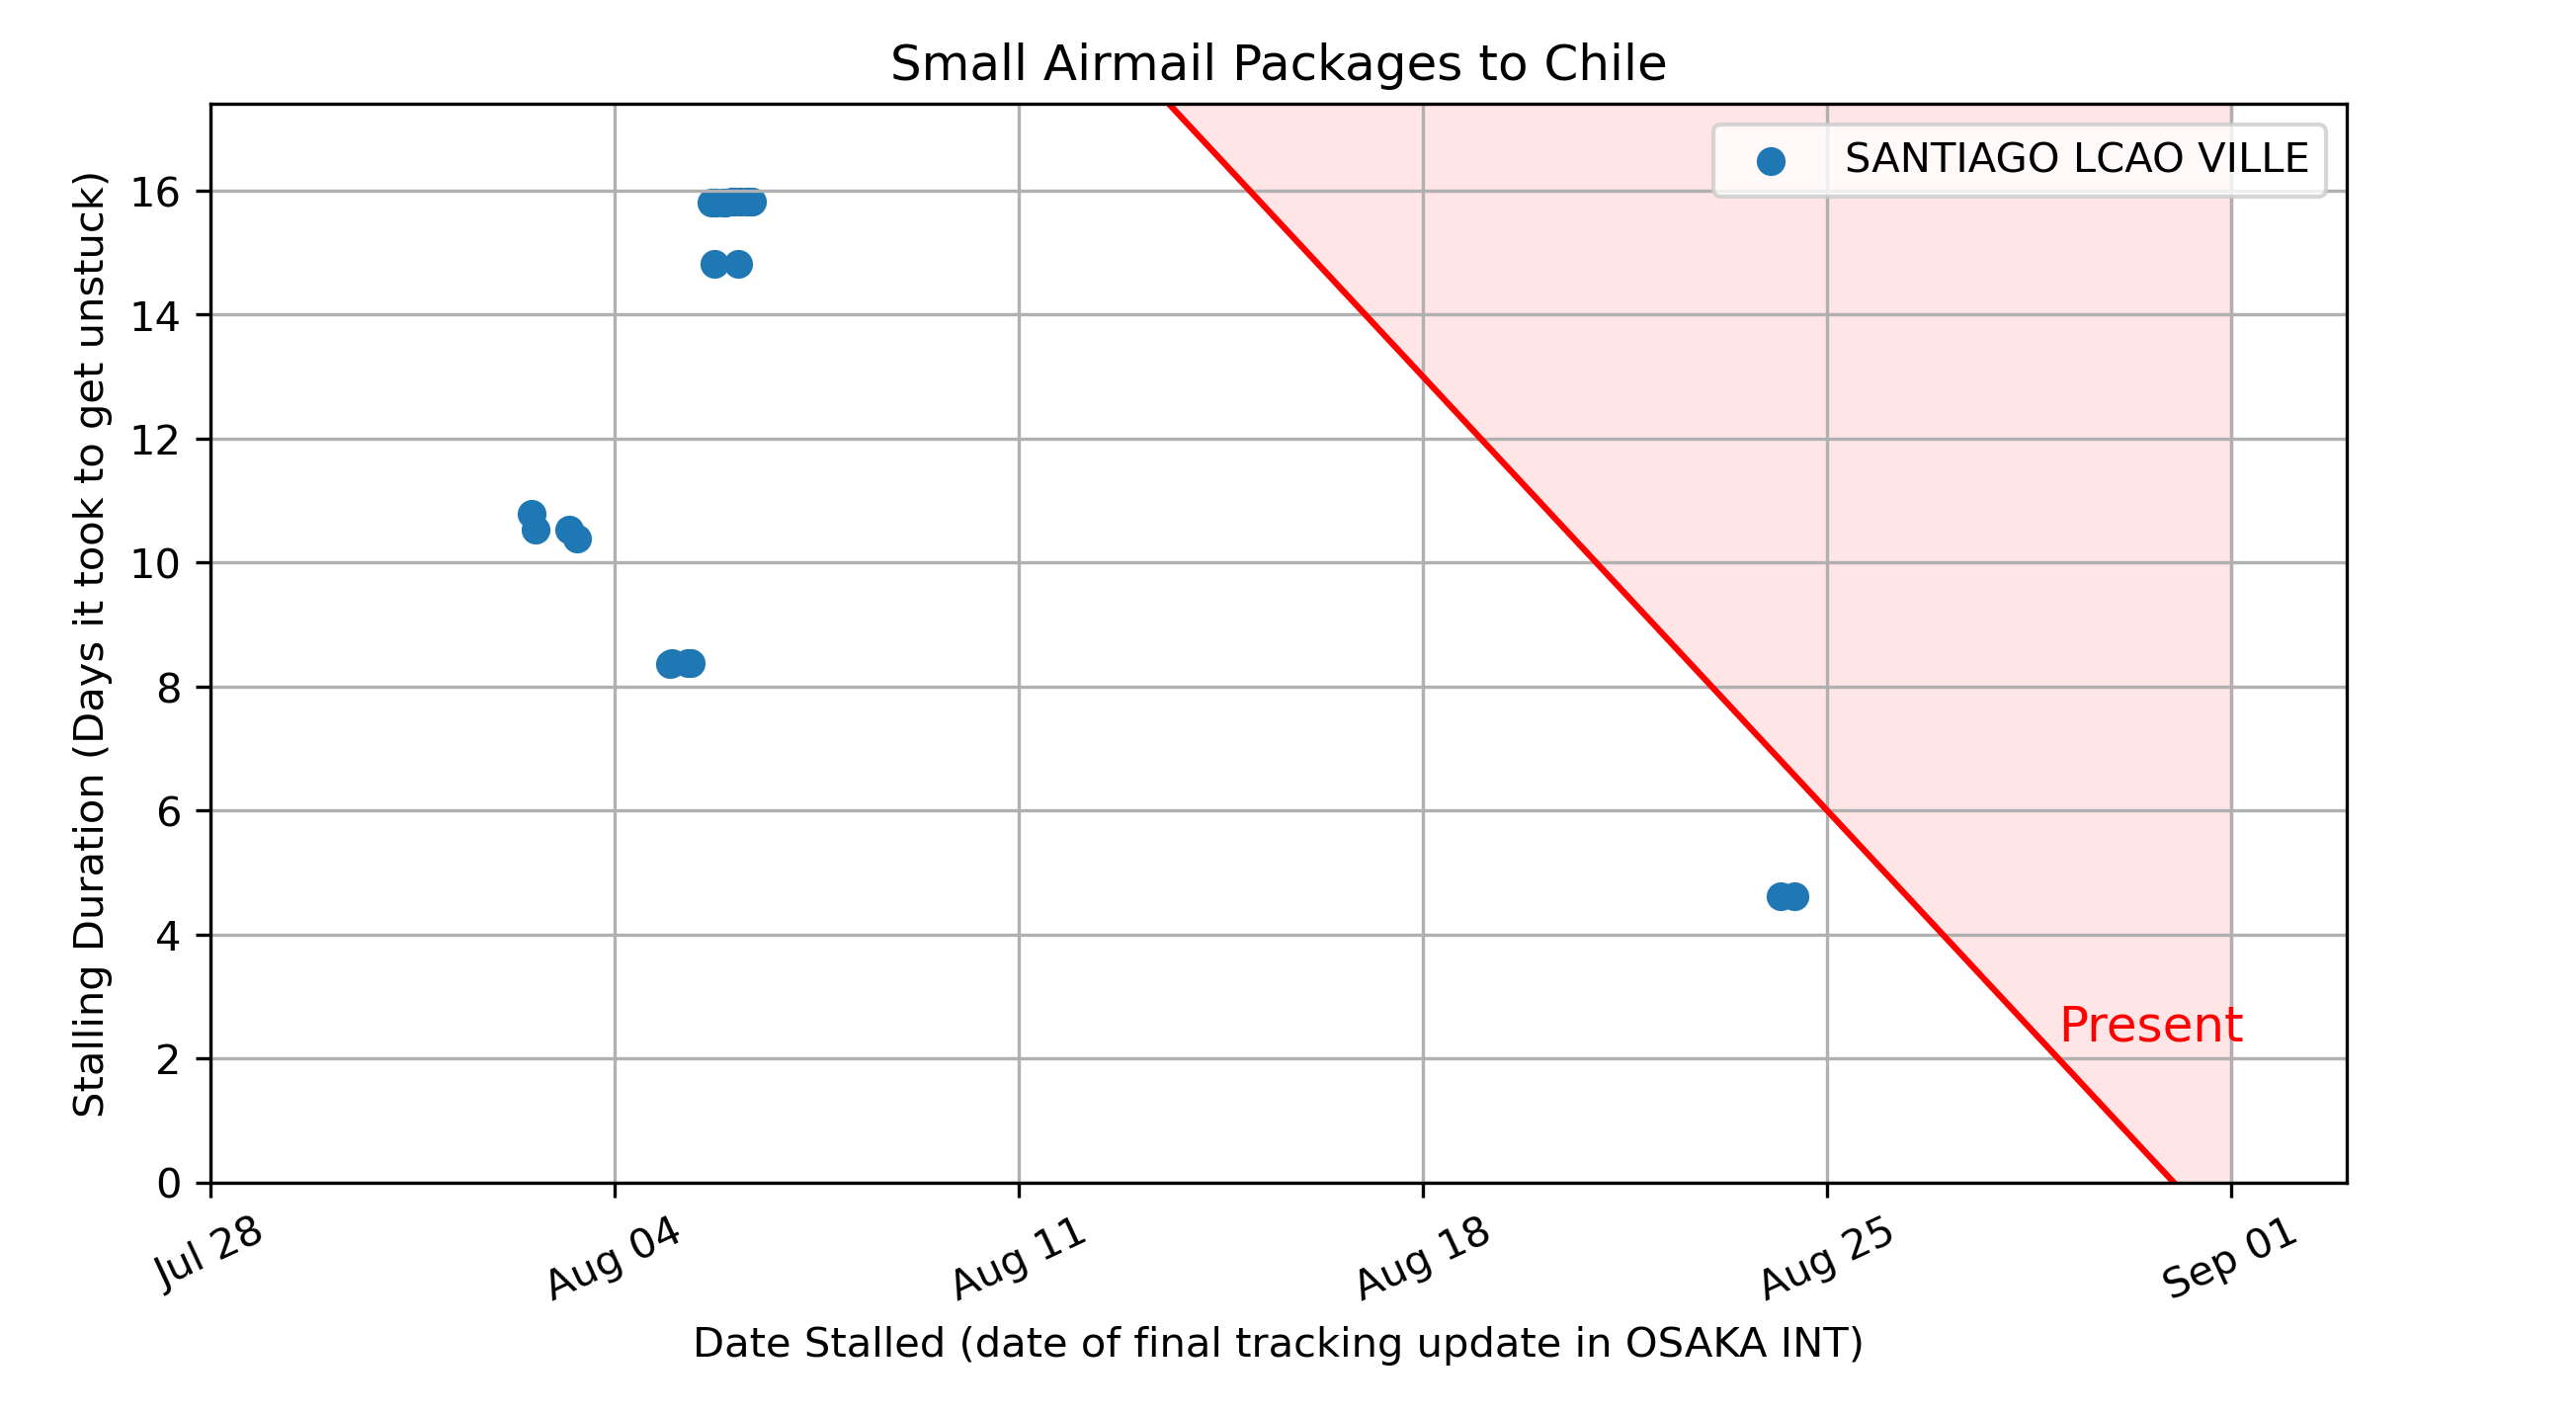 Small Airmail Packages to Chile
SANTIAGO LCAO VILLE
Stalling Duration (Days it took to get unstuck)
16
14
12
10
8
6
4
2
0
Present
Jul 28
Aug 04
Aug 11
Aug 18
Aug 25
Sep 01
Date Stalled (date of final tracking update in OSAKA INT)